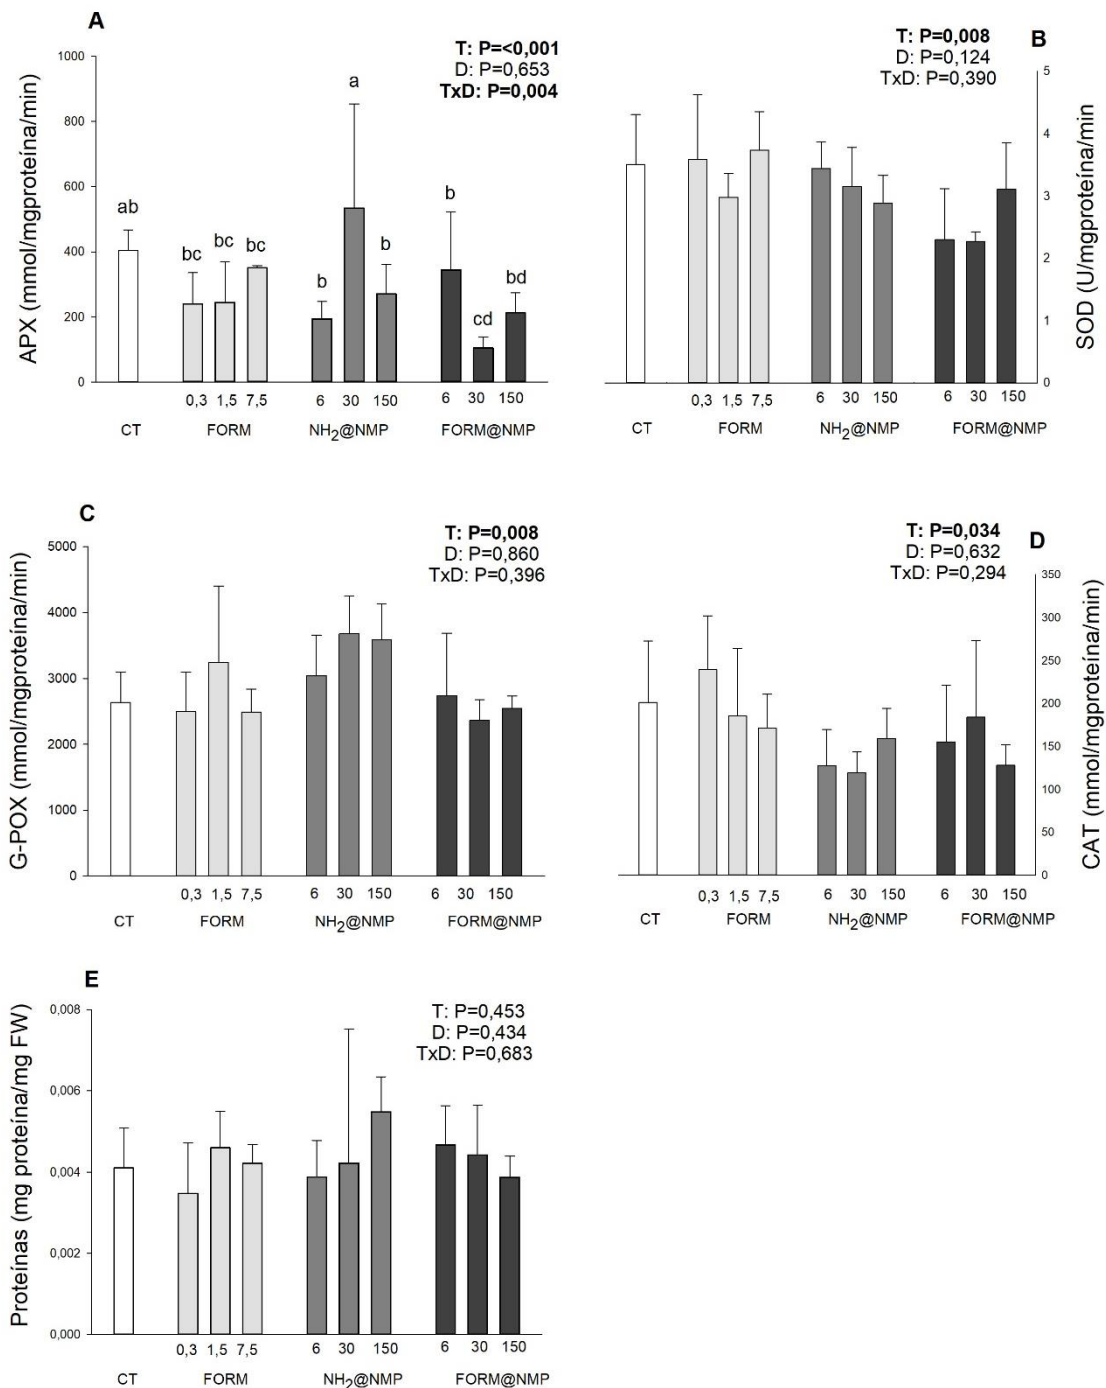 A
T: P=<0,001
D: P=0,653
TxD: P=0,004
APX (mmol/mgproteína/min)
1000
800
600
400
200
0
ab
bc
bc
bc
b
a
b
b
cd
bd
0,3 1,5 7,5
6 30 150
6 30 150
CT
FORM
NH2@NMP
FORM@NMP
B
T: P=0,008
D: P=0,124
TxD: P=0,390
SOD (U/mgproteína/min
5
4
3
2
1
0
0,3 1,5 7,5
6 30 150
6 30 150
CT
FORM
NH2@NMP
FORM@NMP
C
T: P=0,008
D: P=0,860
TxD: P=0,396
G-POX (mmol/mgproteína/min)
5000
4000
3000
2000
1000
0
0,3 1,5 7,5
6 30 150
6 30 150
CT
FORM
NH2@NMP
FORM@NMP
D
T: P=0,034
D: P=0,632
TxD: P=0,294
CAT (mmol/mgproteína/min)
350
300
250
200
150
100
50
0
0,3 1,5 7,5
6 30 150
6 30 150
CT
FORM
NH2@NMP
FORM@NMP
E
T: P=0,453
D: P=0,434
TxD: P=0,683
Proteínas (mg proteína/mg FW)
0,008
0,006
0,004
0,002
0,000
0,3 1,5 7,5
6 30 150
6 30 150
CT
FORM
NH2@NMP
FORM@NMP